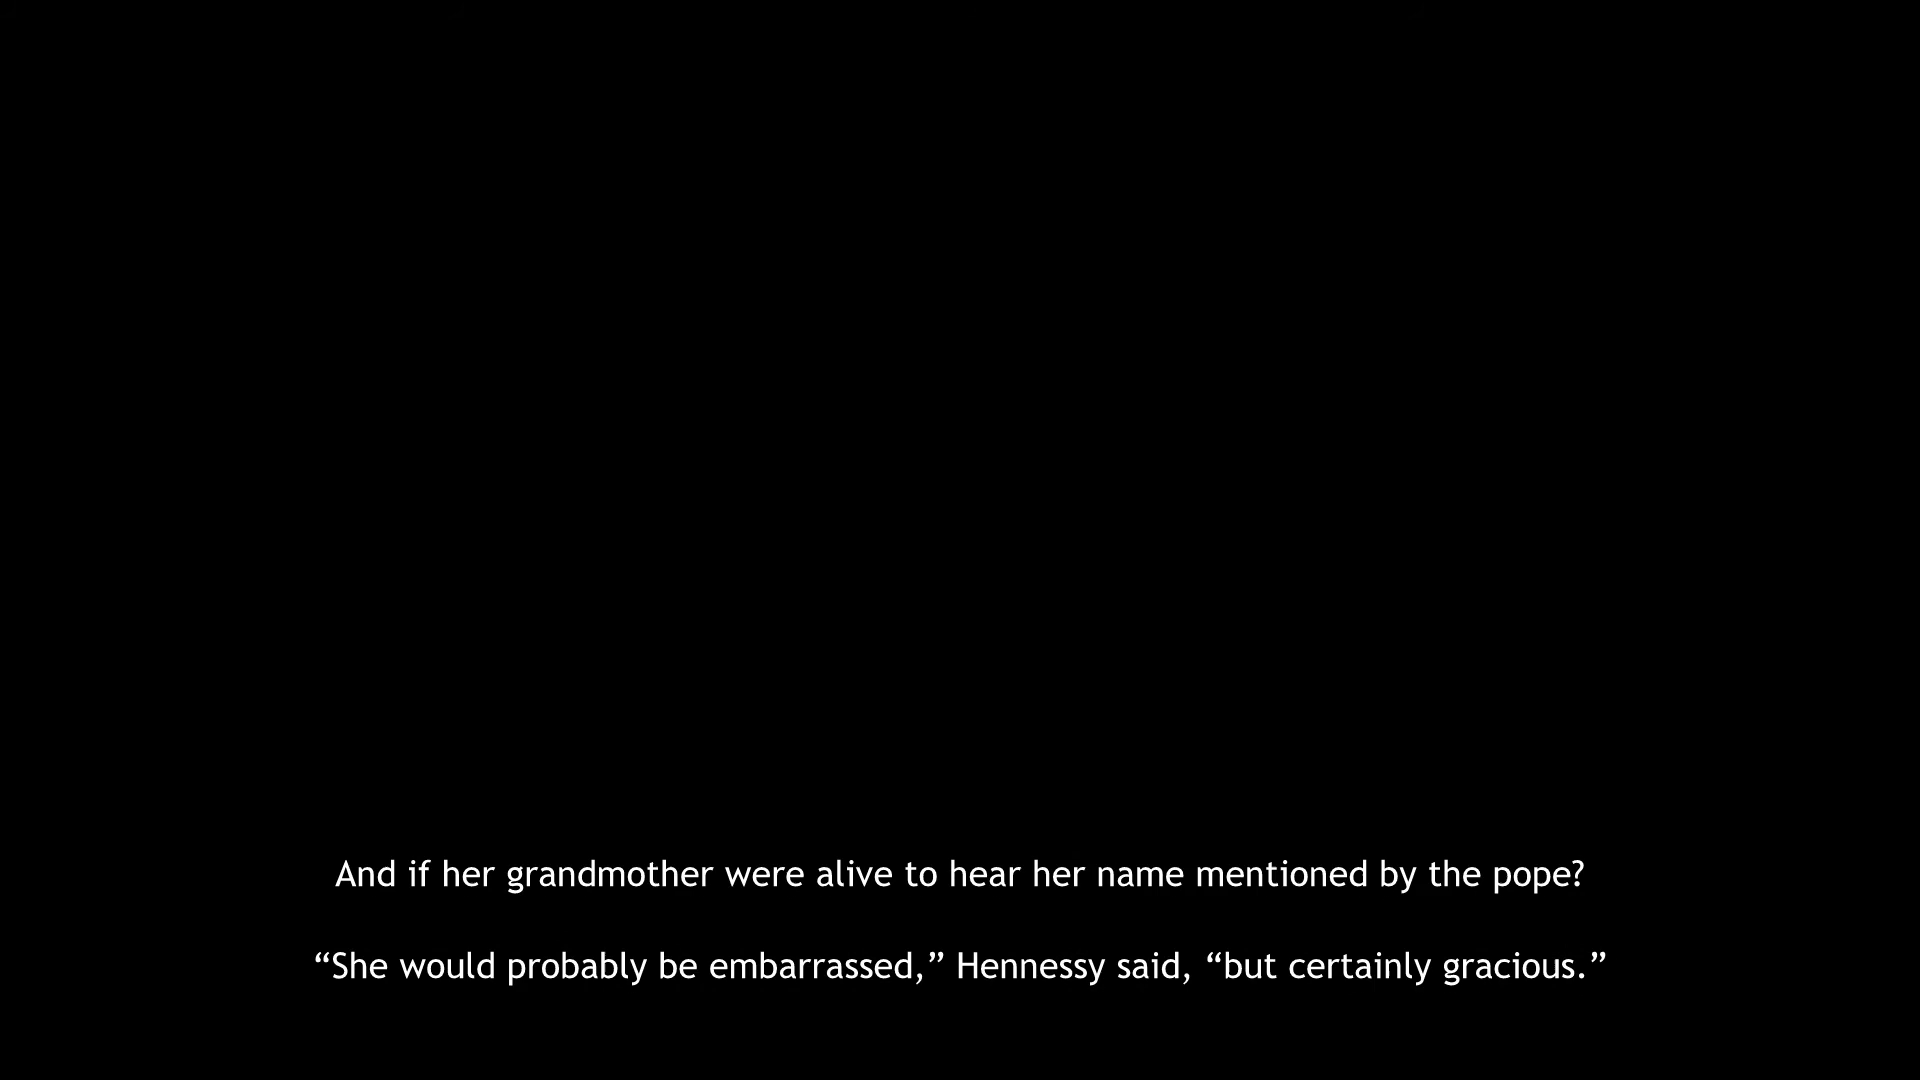 And if her grandmother were alive to hear her name mentioned by the pope?
“She would probably be embarrassed,” Hennessy said, “but certainly gracious.”